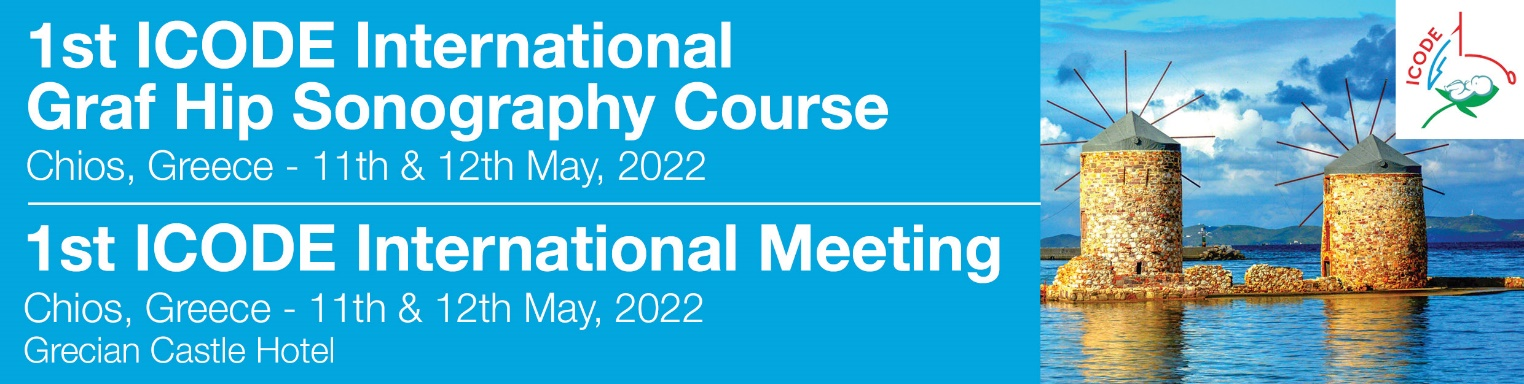 1st ICODE International
Graf Hip Sonography Course
Chios, Greece - 11th & 12th May, 2022
1st ICODE International Meeting
Chios, Greece - 11th & 12th May, 2022
Grecian Castle Hotel
ICODE